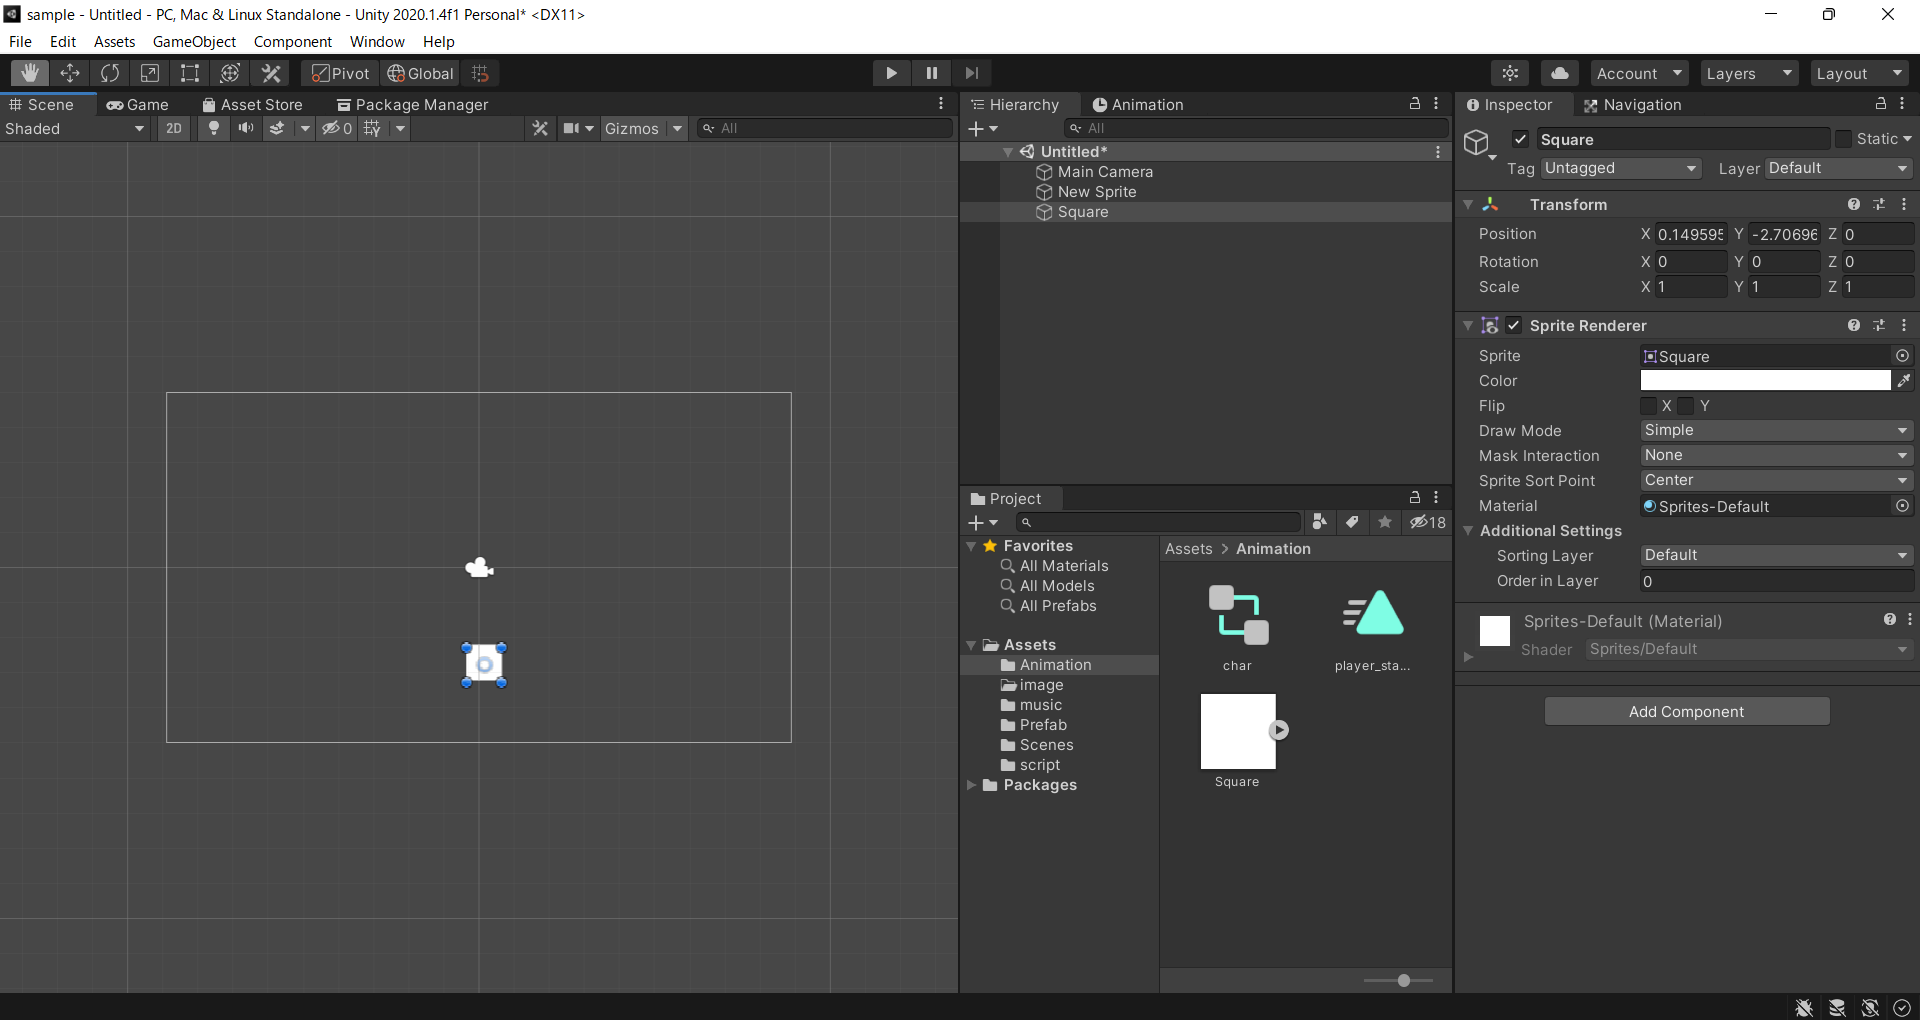 sample - Untitled - PC, Mac & Linux Standalone - Unity 2020.1.4f1 Personal* <DX11>
File Edit Assets GameObject Component Window Help
Pivot Global Account Layers Layout
Scene Game Asset Store Package Manager
Shaded 2D 0 Gizmos All
Hierarchy Animation
All
Untitled*
Main Camera
New Sprite
Square
Project
18
Favorites
All Materials
All Models
All Prefabs
Assets
Animation
image
music
Prefab
Scenes
script
Packages
Assets > Animation
char
player_sta...
Square
Inspector Navigation
Square Static
Tag Untagged Layer Default
Transform
Position X 0.149595 Y -2.70696 Z 0
Rotation X 0 Y 0 Z 0
Scale X 1 Y 1 Z 1
Sprite Renderer
Sprite Square
Color
Flip X Y
Draw Mode Simple
Mask Interaction None
Sprite Sort Point Center
Material Sprites-Default
Additional Settings
Sorting Layer Default
Order in Layer 0
Sprites-Default (Material)
Shader Sprites/Default
Add Component